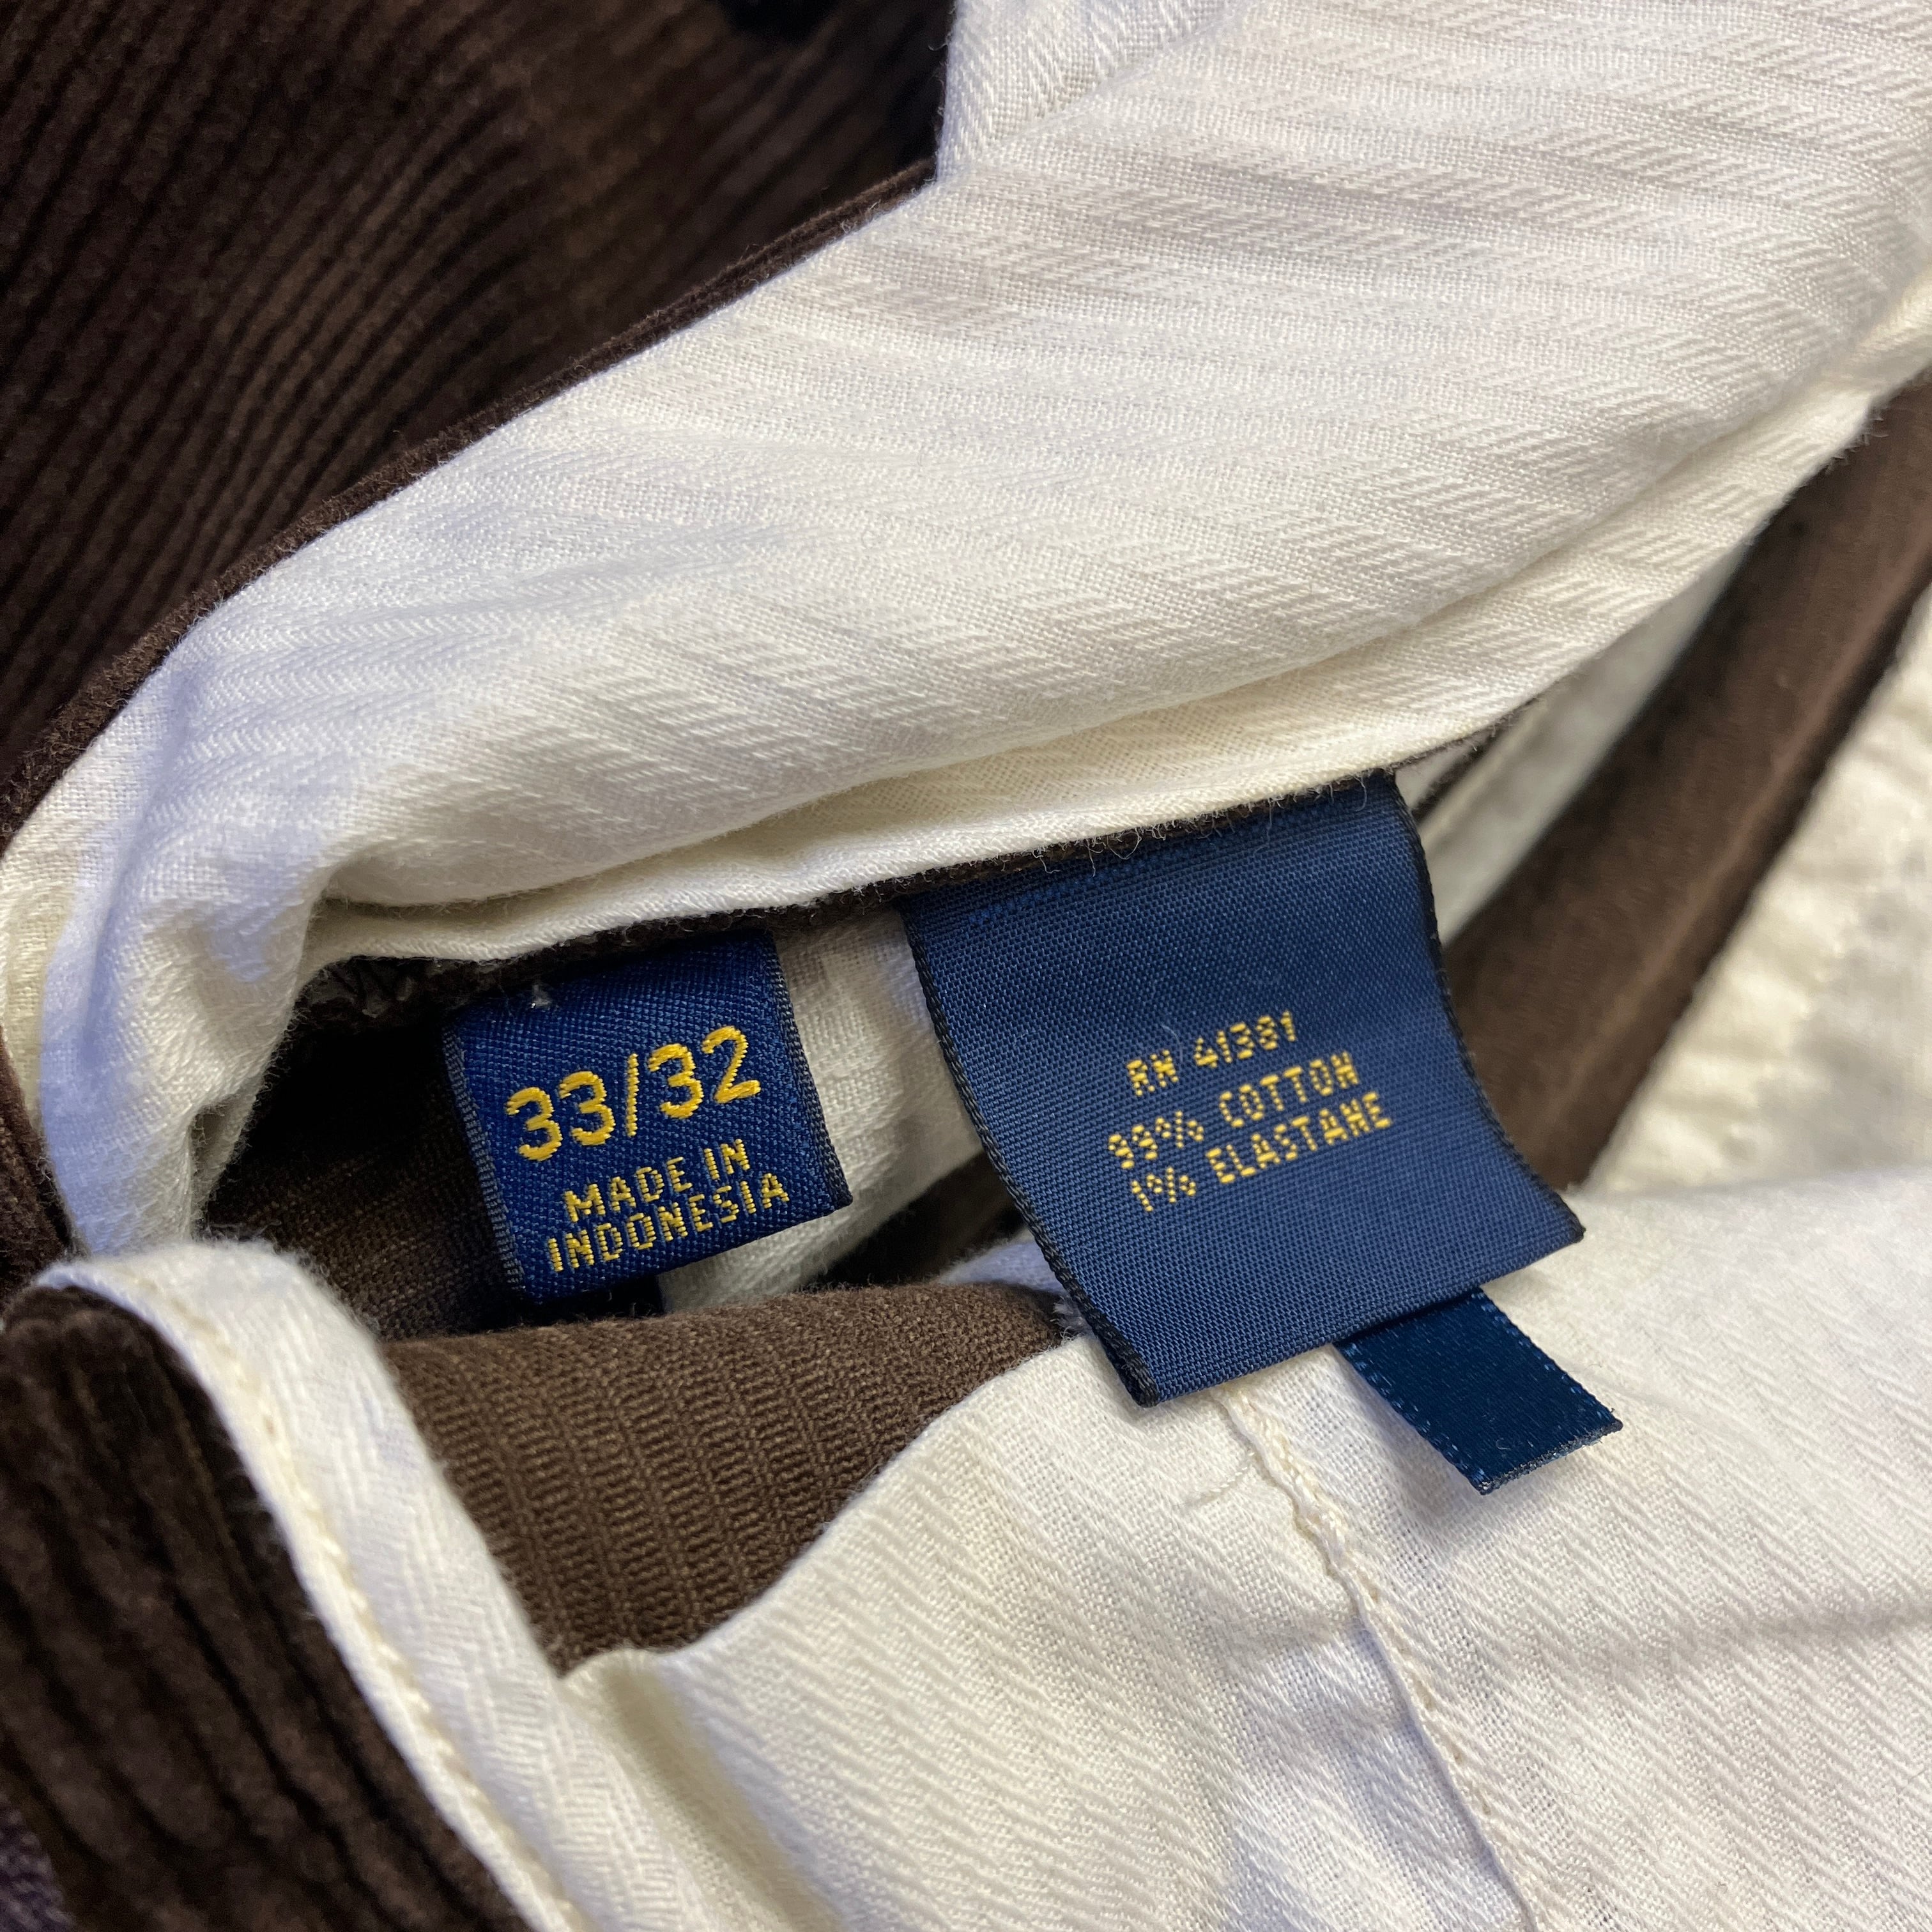 33/32
MADE IN
INDONESIA
RN 41381
99% COTTON
1% ELASTANE